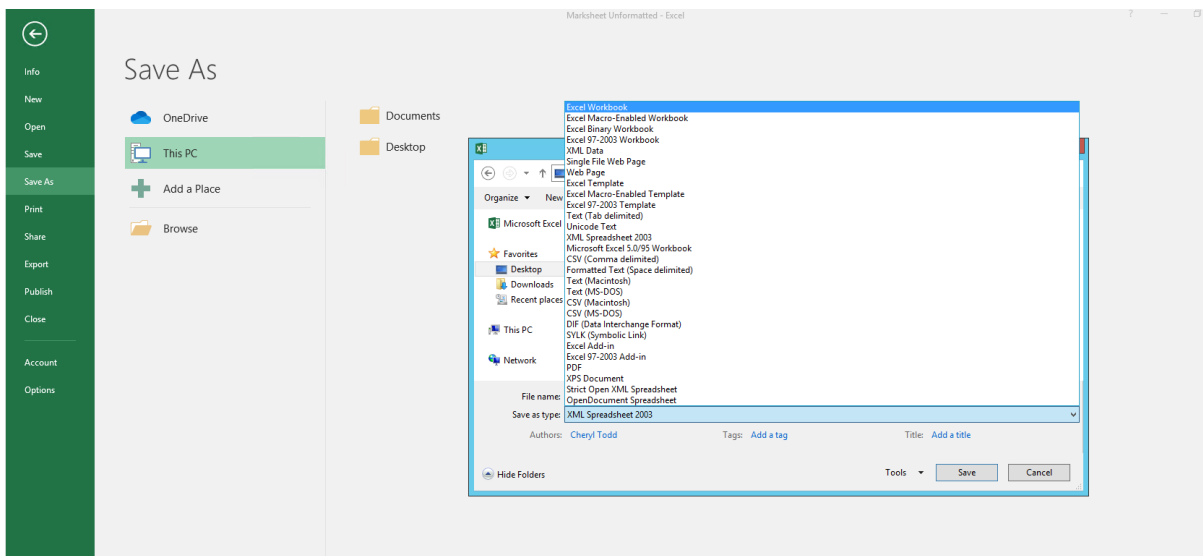 Marksheet Unformatted - Excel
?
Info
New
Open
Save
Save As
Print
Share
Export
Publish
Close
Account
Options
Save As
OneDrive
This PC
Add a Place
Browse
Documents
Desktop
Organize
New
Microsoft Excel
Favorites
Desktop
Downloads
Recent places
This PC
Network
Excel Workbook
Excel Macro-Enabled Workbook
Excel Binary Workbook
Excel 97-2003 Workbook
XML Data
Single File Web Page
Web Page
Excel Template
Excel Macro-Enabled Template
Excel 97-2003 Template
Text (Tab delimited)
Unicode Text
XML Spreadsheet 2003
Microsoft Excel 5.0/95 Workbook
CSV (Comma delimited)
Formatted Text (Space delimited)
Text (Macintosh)
Text (MS-DOS)
CSV (Macintosh)
CSV (MS-DOS)
DIF (Data Interchange Format)
SYLK (Symbolic Link)
Excel Add-in
Excel 97-2003 Add-in
PDF
XPS Document
Strict Open XML Spreadsheet
OpenDocument Spreadsheet
File name:
Save as type: XML Spreadsheet 2003
Authors: Cheryl Todd Tags: Add a tag Title: Add a title
Hide Folders Tools Save Cancel